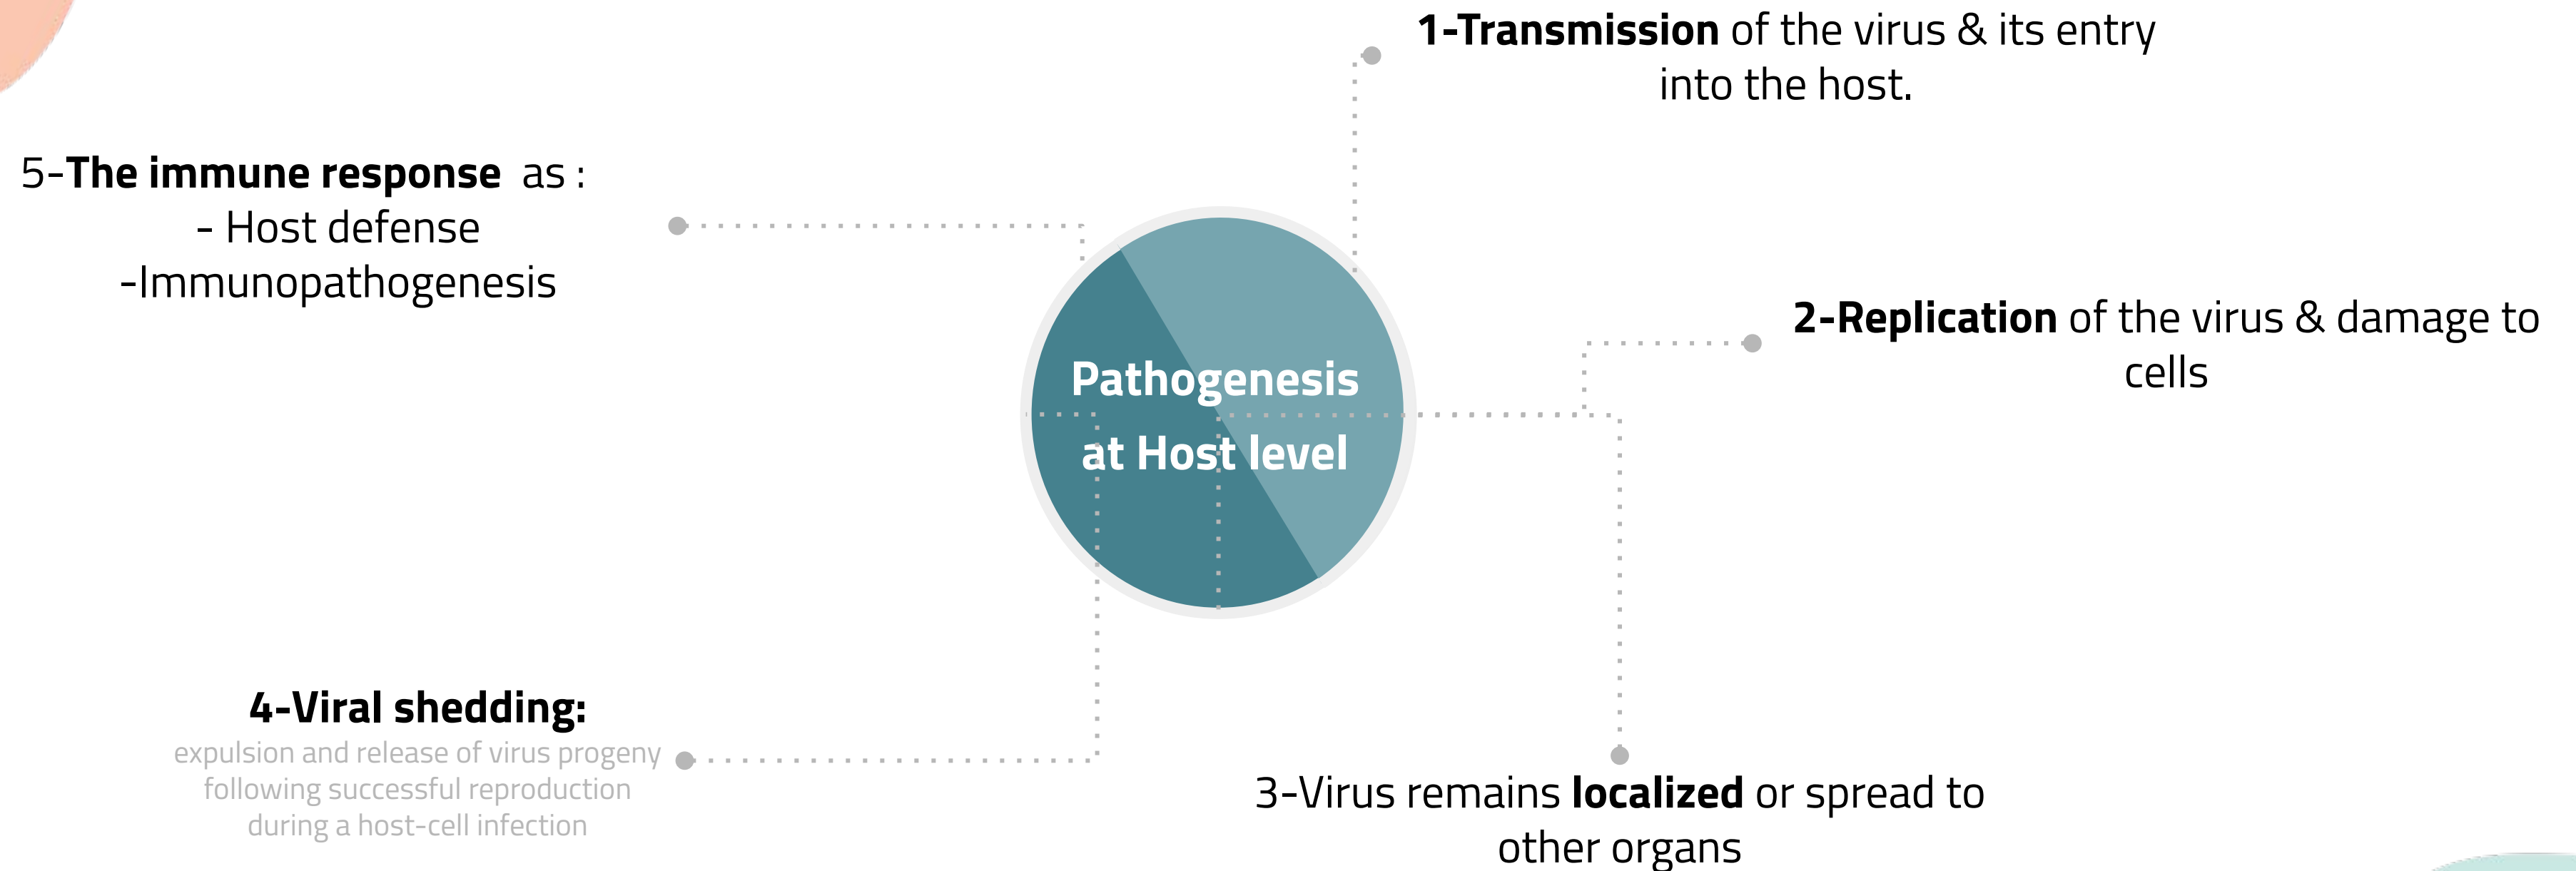 1-Transmission of the virus & its entry
into the host.
2-Replication of the virus & damage to
cells
3-Virus remains localized or spread to
other organs
4-Viral shedding:
expulsion and release of virus progeny
following successful reproduction
during a host-cell infection
5-The immune response as :
- Host defense
-Immunopathogenesis
Pathogenesis
at Host level